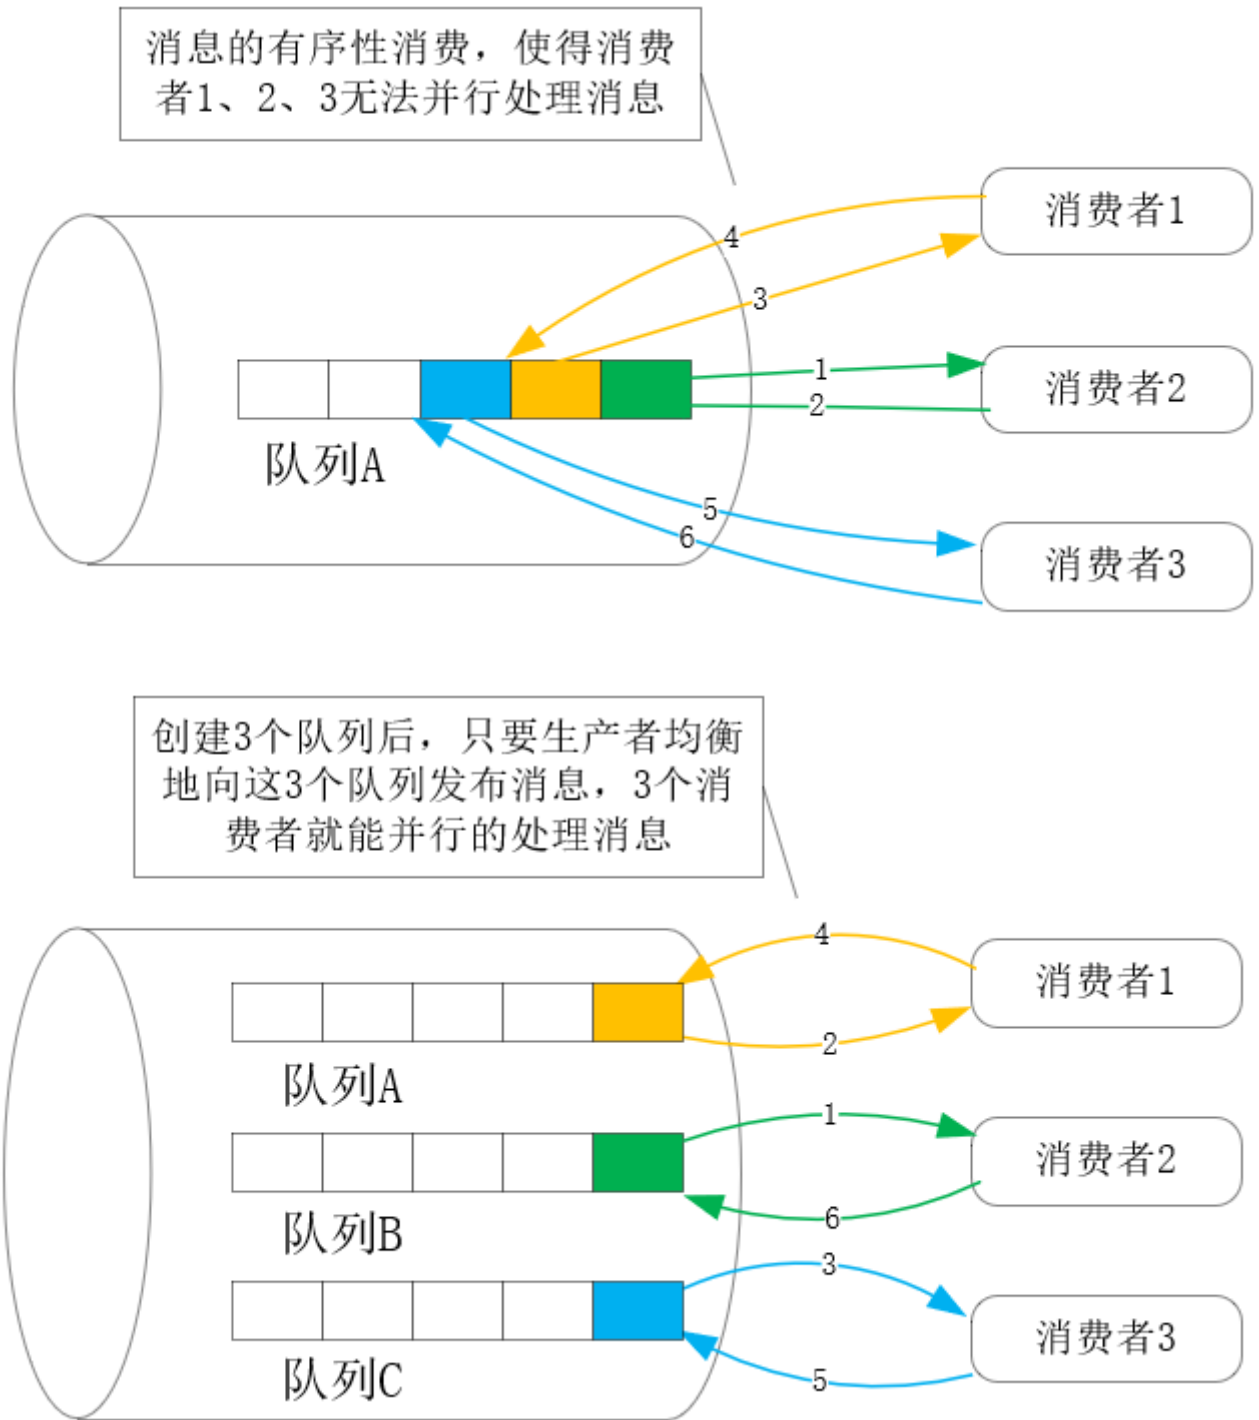 消息的有序性消费，使得消费
者1、2、3无法并行处理消息
消费者1
4
3
1
消费者2
2
队列A
5
6
消费者3
创建3个队列后，只要生产者均衡
地向这3个队列发布消息，3个消
费者就能并行的处理消息
4
消费者1
2
队列A
1
消费者2
6
队列B
3
消费者3
5
队列C